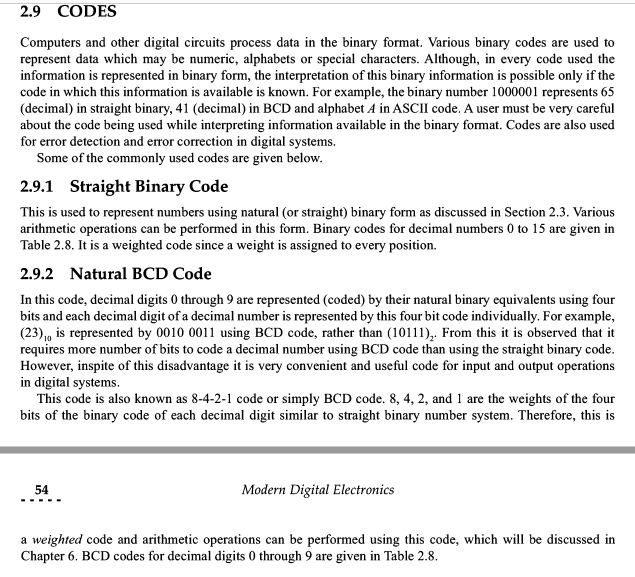 2.9 CODES
Computers and other digital circuits process data in the binary format. Various binary codes are used to
represent data which may be numeric, alphabets or special characters. Although, in every code used the
information is represented in binary form, the interpretation of this binary information is possible only if the
code in which this information is available is known. For example, the binary number 1000001 represents 65
(decimal) in straight binary, 41 (decimal) in BCD and alphabet A in ASCII code. A user must be very careful
about the code being used while interpreting information available in the binary format. Codes are also used
for error detection and error correction in digital systems.
Some of the commonly used codes are given below.
2.9.1 Straight Binary Code
This is used to represent numbers using natural (or straight) binary form as discussed in Section 2.3. Various
arithmetic operations can be performed in this form. Binary codes for decimal numbers 0 to 15 are given in
Table 2.8. It is a weighted code since a weight is assigned to every position.
2.9.2 Natural BCD Code
In this code, decimal digits 0 through 9 are represented (coded) by their natural binary equivalents using four
bits and each decimal digit of a decimal number is represented by this four bit code individually. For example,
(23)₁₀ is represented by 0010 0011 using BCD code, rather than (10111)₂. From this it is observed that it
requires more number of bits to code a decimal number using BCD code than using the straight binary code.
However, inspite of this disadvantage it is very convenient and useful code for input and output operations
in digital systems.
This code is also known as 8-4-2-1 code or simply BCD code. 8, 4, 2, and 1 are the weights of the four
bits of the binary code of each decimal digit similar to straight binary number system. Therefore, this is
54 Modern Digital Electronics
a weighted code and arithmetic operations can be performed using this code, which will be discussed in
Chapter 6. BCD codes for decimal digits 0 through 9 are given in Table 2.8.